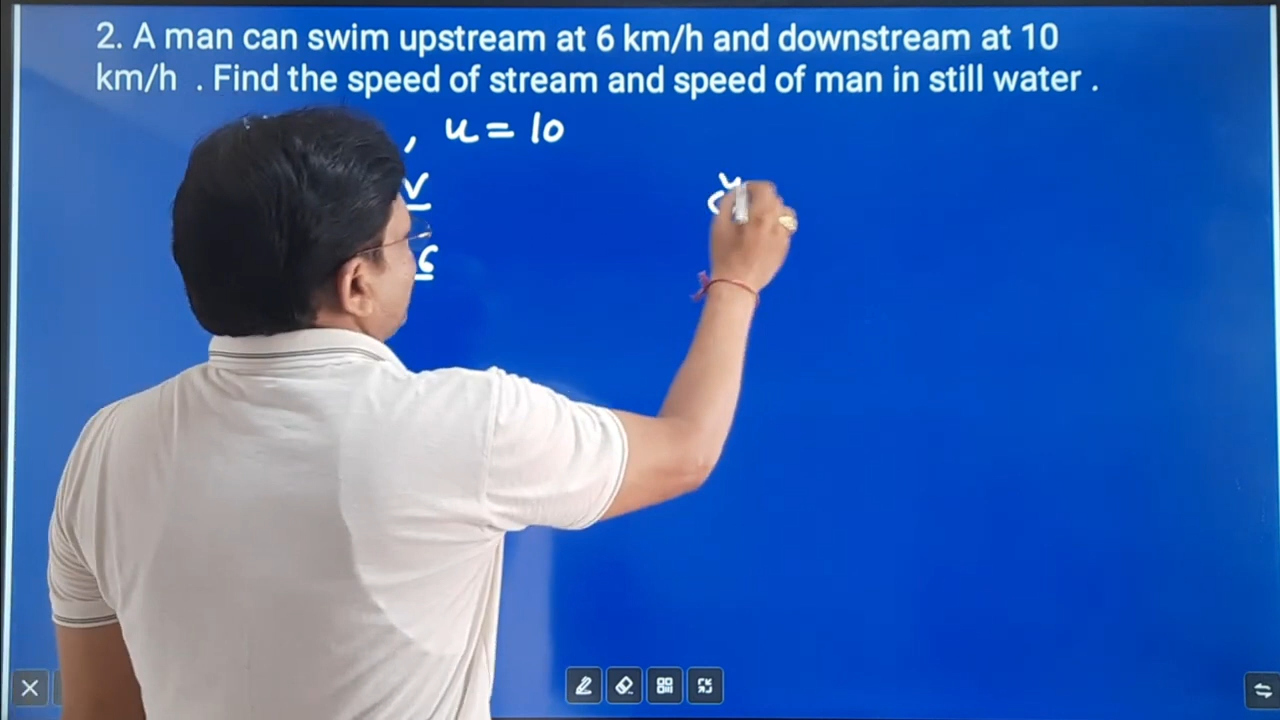 2. A man can swim upstream at 6 km/h and downstream at 10
km/h . Find the speed of stream and speed of man in still water .
, u = 10
v
6